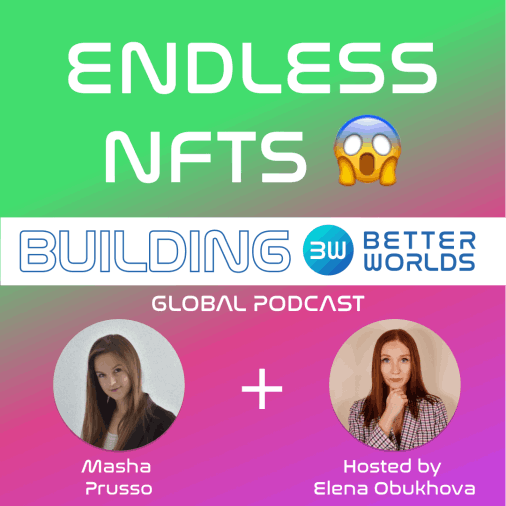 ENDLESS
NFTS 😱
BUILDING 3W BETTER
WORLDS
GLOBAL PODCAST
Masha
Prusso
+
Hosted by
Elena Obukhova